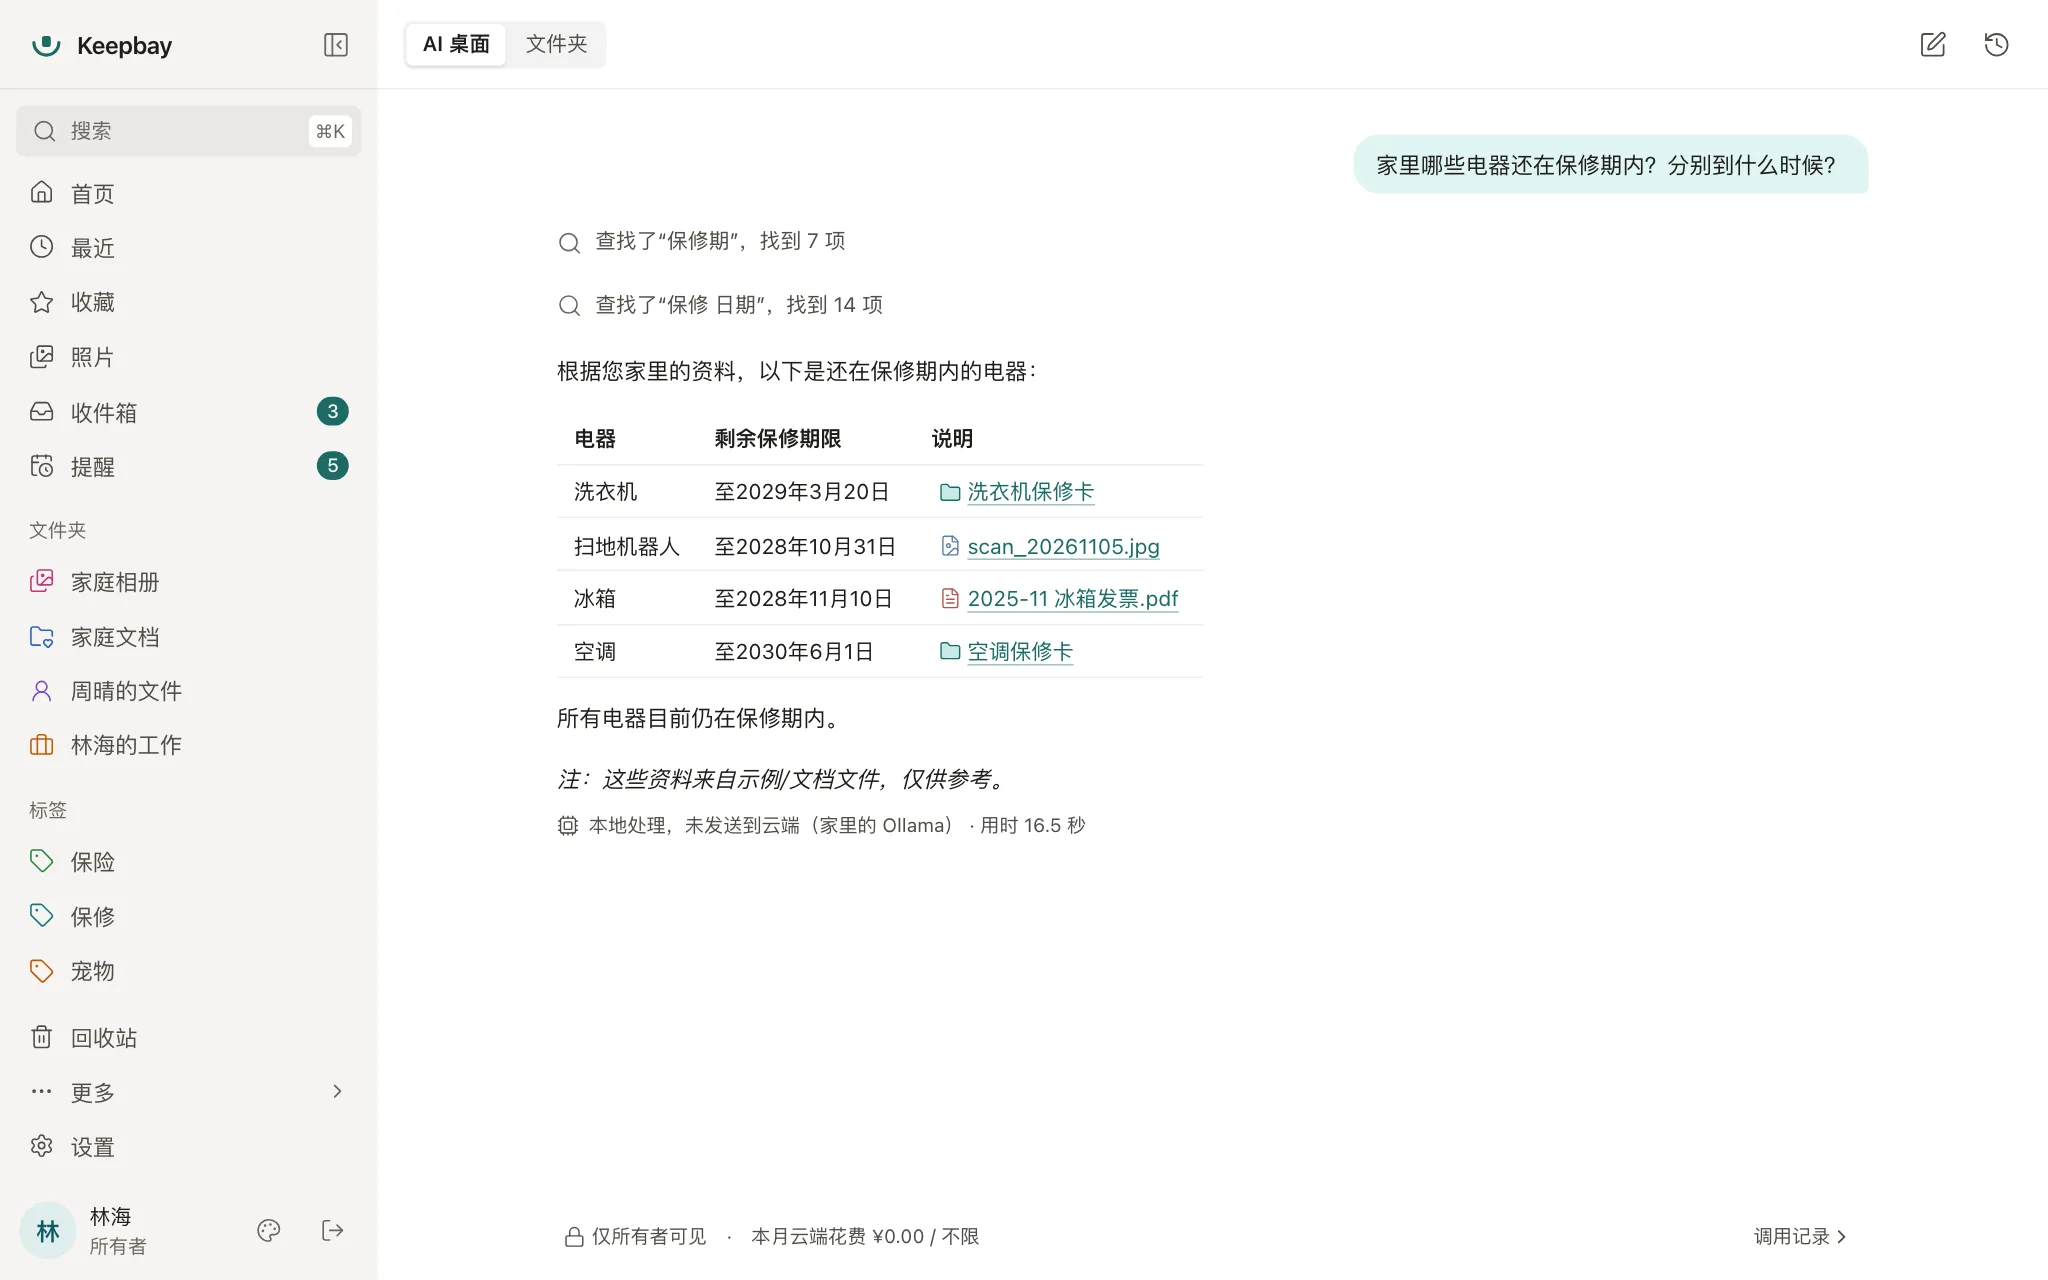 Keepbay
搜索 ⌘K
首页
最近
收藏
照片
收件箱 3
提醒 5
文件夹
家庭相册
家庭文档
周晴的文件
林海的工作
标签
保险
保修
宠物
回收站
更多
设置
林 林海
所有者
AI 桌面 文件夹
家里哪些电器还在保修期内？分别到什么时候？
查找了“保修期”，找到 7 项
查找了“保修 日期”，找到 14 项
根据您家里的资料，以下是还在保修期内的电器：
电器 剩余保修期限 说明
洗衣机 至2029年3月20日 洗衣机保修卡
扫地机器人 至2028年10月31日 scan_20261105.jpg
冰箱 至2028年11月10日 2025-11 冰箱发票.pdf
空调 至2030年6月1日 空调保修卡
所有电器目前仍在保修期内。
注：这些资料来自示例/文档文件，仅供参考。
本地处理，未发送到云端（家里的 Ollama） · 用时 16.5 秒
仅所有者可见 · 本月云端花费 ¥0.00 / 不限
调用记录